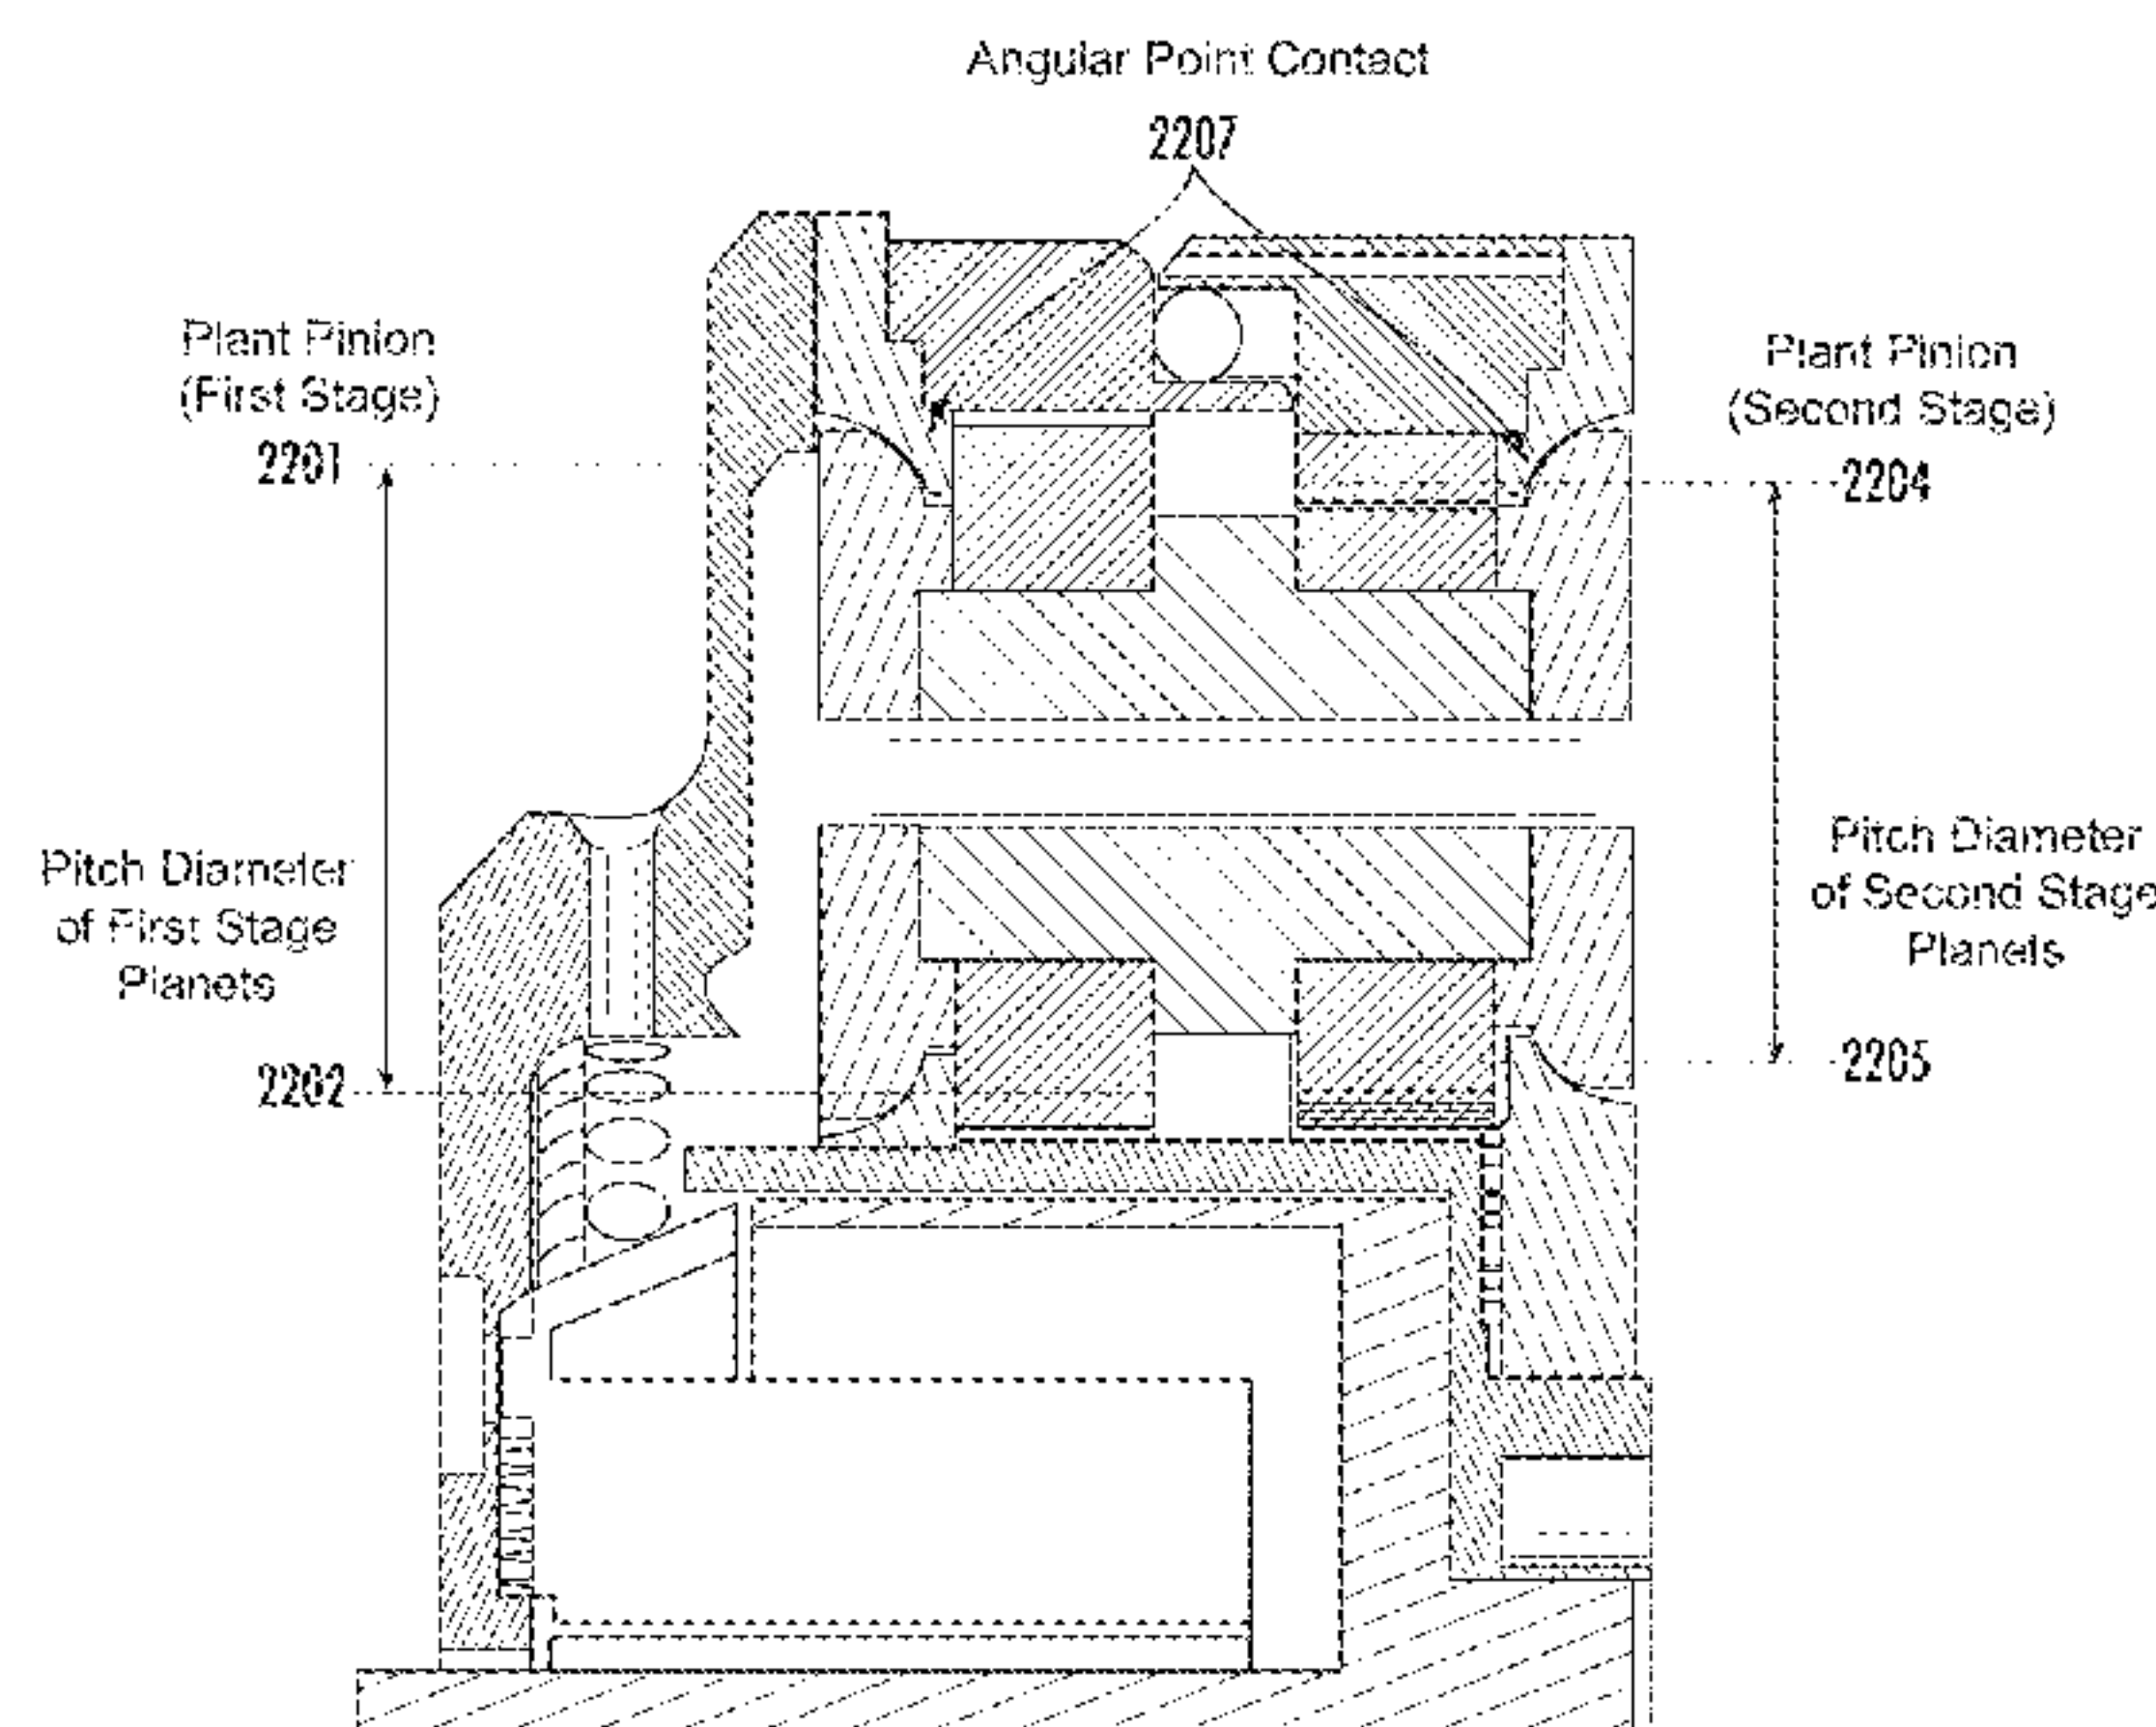 Angular Point Contact
2207
Plant Pinion
(First Stage)
2201
Plant Pinion
(Second Stage)
2204
Pitch Diameter
of First Stage
Planets
2202
Pitch Diameter
of Second Stage
Planets
2205